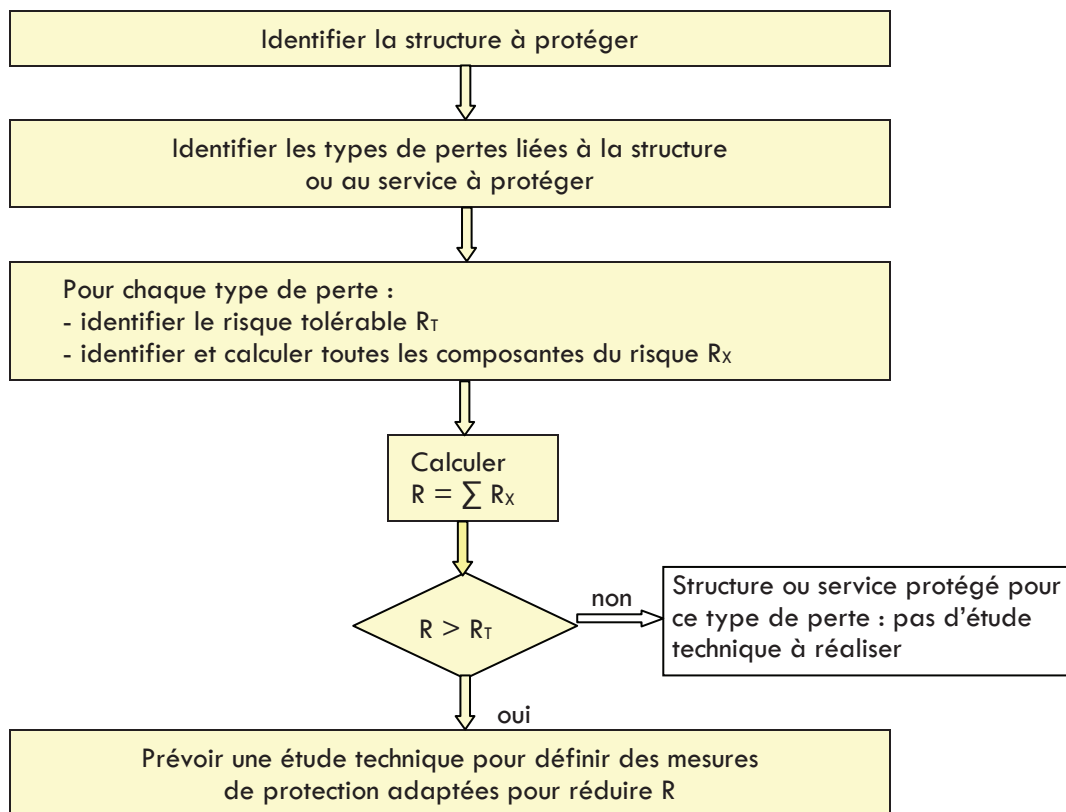 Identifier la structure à protéger
Identifier les types de pertes liées à la structure
ou au service à protéger
Pour chaque type de perte :
- identifier le risque tolérable RT
- identifier et calculer toutes les composantes du risque RX
Calculer
R = ∑ RX
R > RT
non
Structure ou service protégé pour
ce type de perte : pas d’étude
technique à réaliser
oui
Prévoir une étude technique pour définir des mesures
de protection adaptées pour réduire R